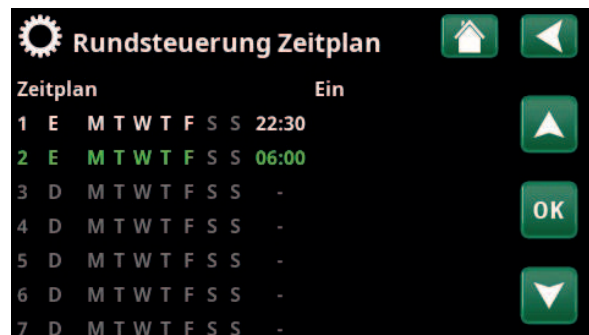 Rundsteuerung Zeitplan
Zeitplan Ein
1 E M T W T F S S 22:30
2 E M T W T F S S 06:00
3 D M T W T F S S -
4 D M T W T F S S -
OK
5 D M T W T F S S -
6 D M T W T F S S -
7 D M T W T F S S -